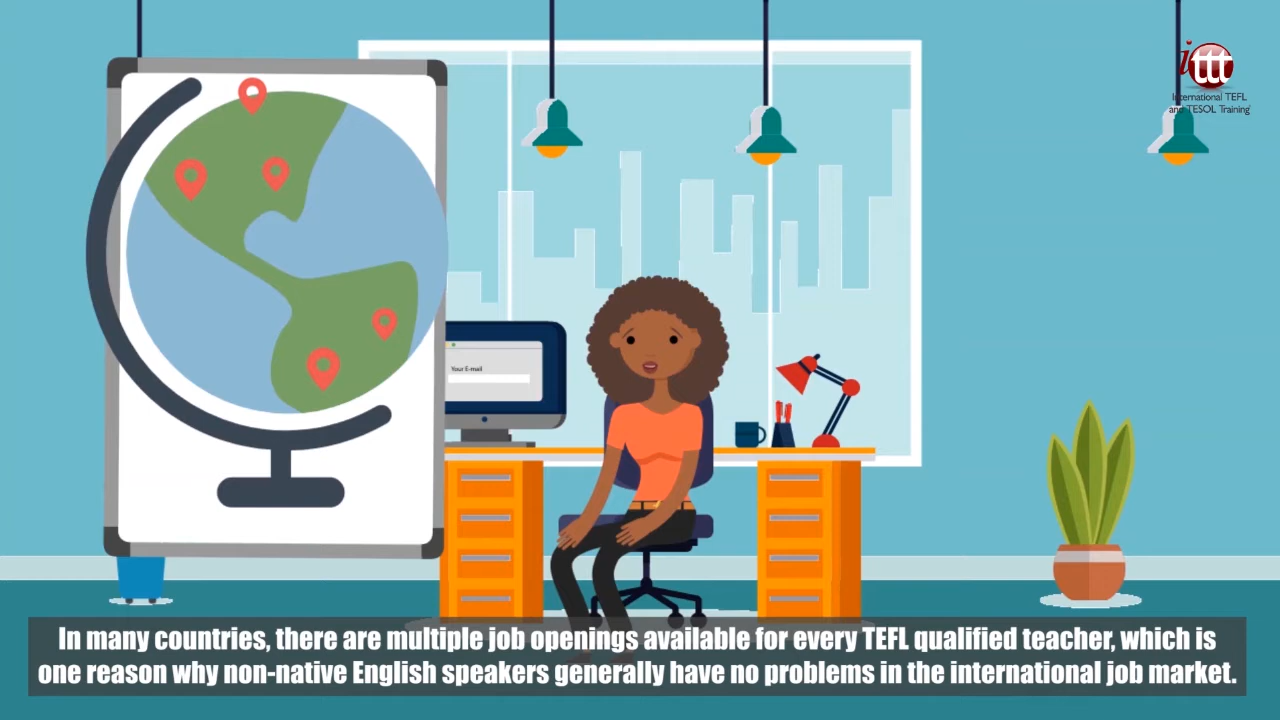 ittt
International TEFL
and TESOL Training
Your E-mail
In many countries, there are multiple job openings available for every TEFL qualified teacher, which is
one reason why non-native English speakers generally have no problems in the international job market.